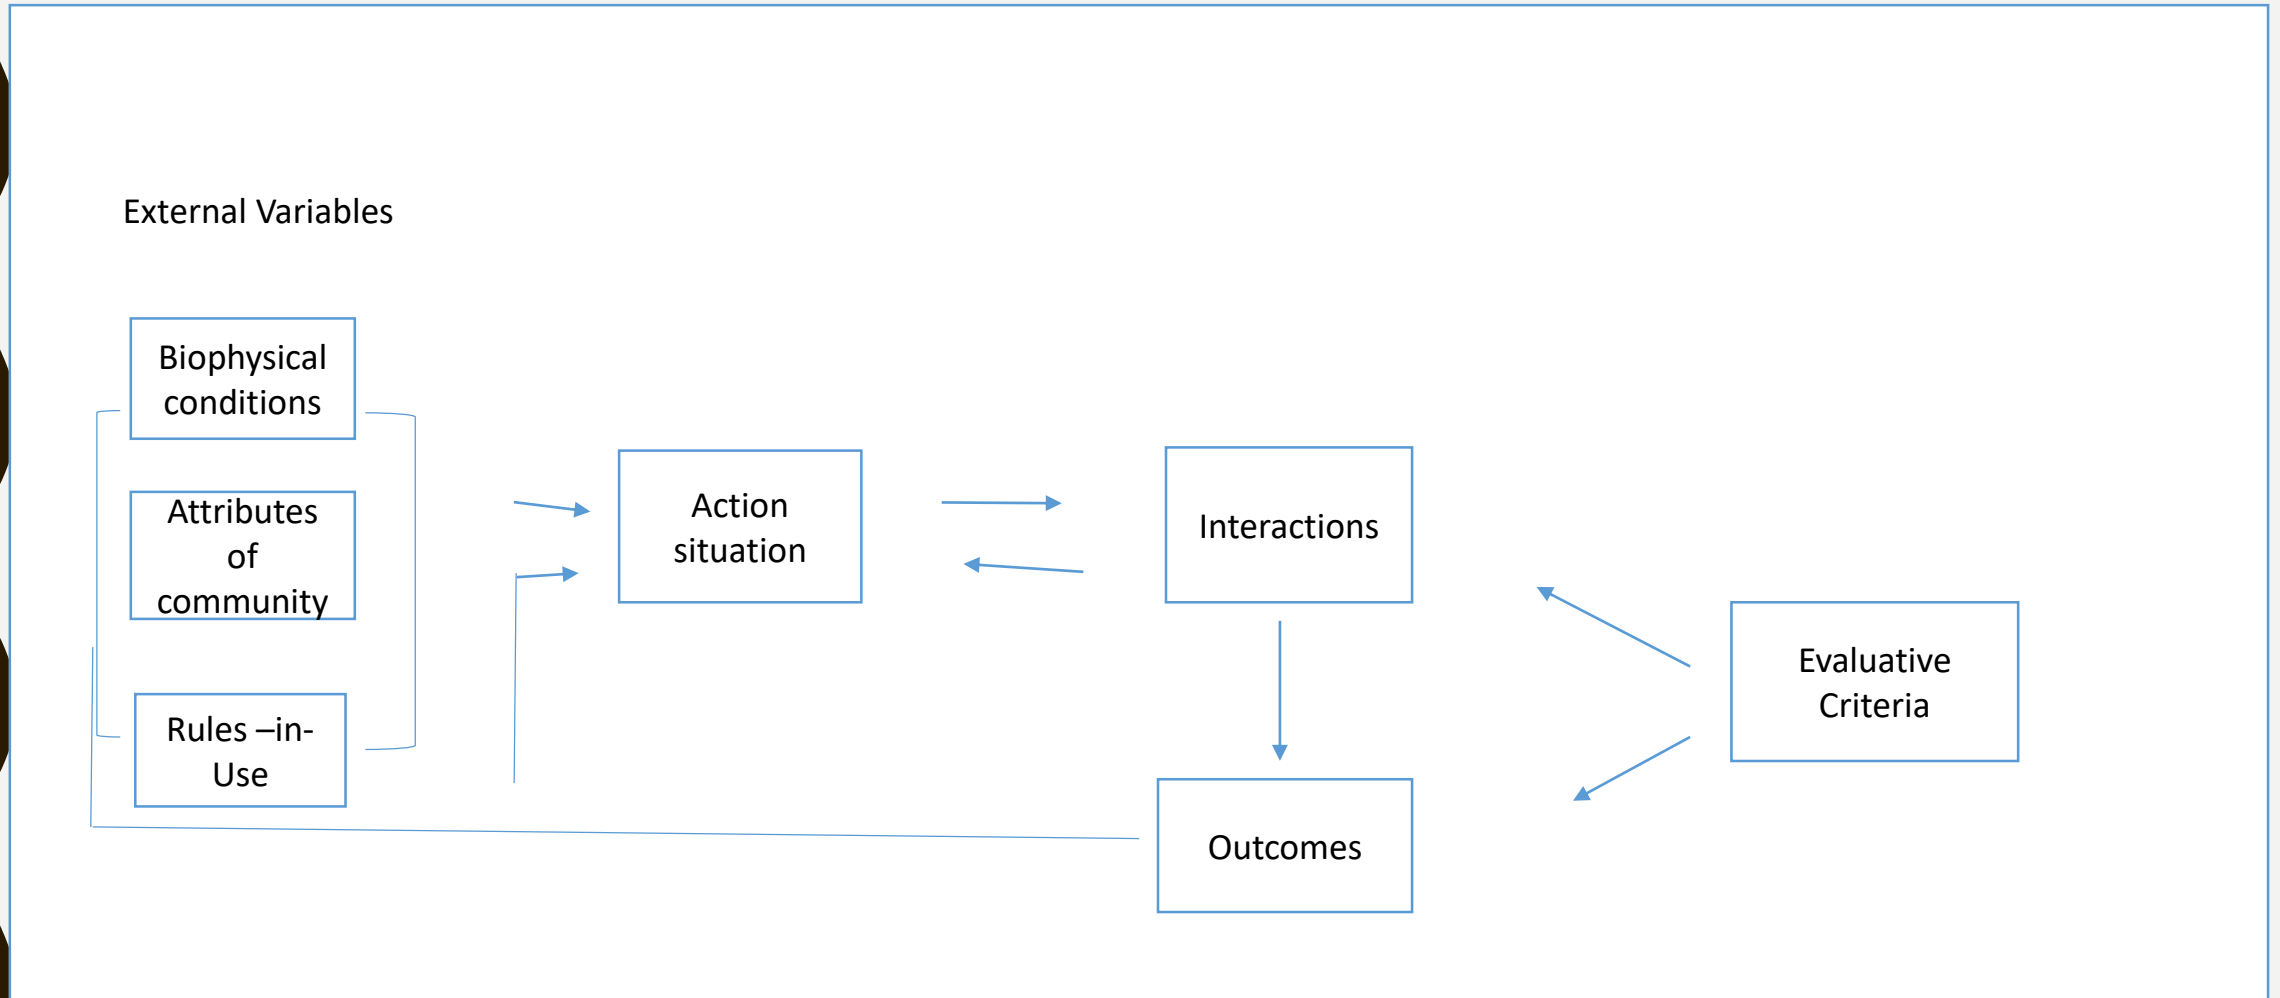 External Variables
Biophysical
conditions
Attributes
of
community
Rules –in-
Use
Action
situation
Interactions
Outcomes
Evaluative
Criteria